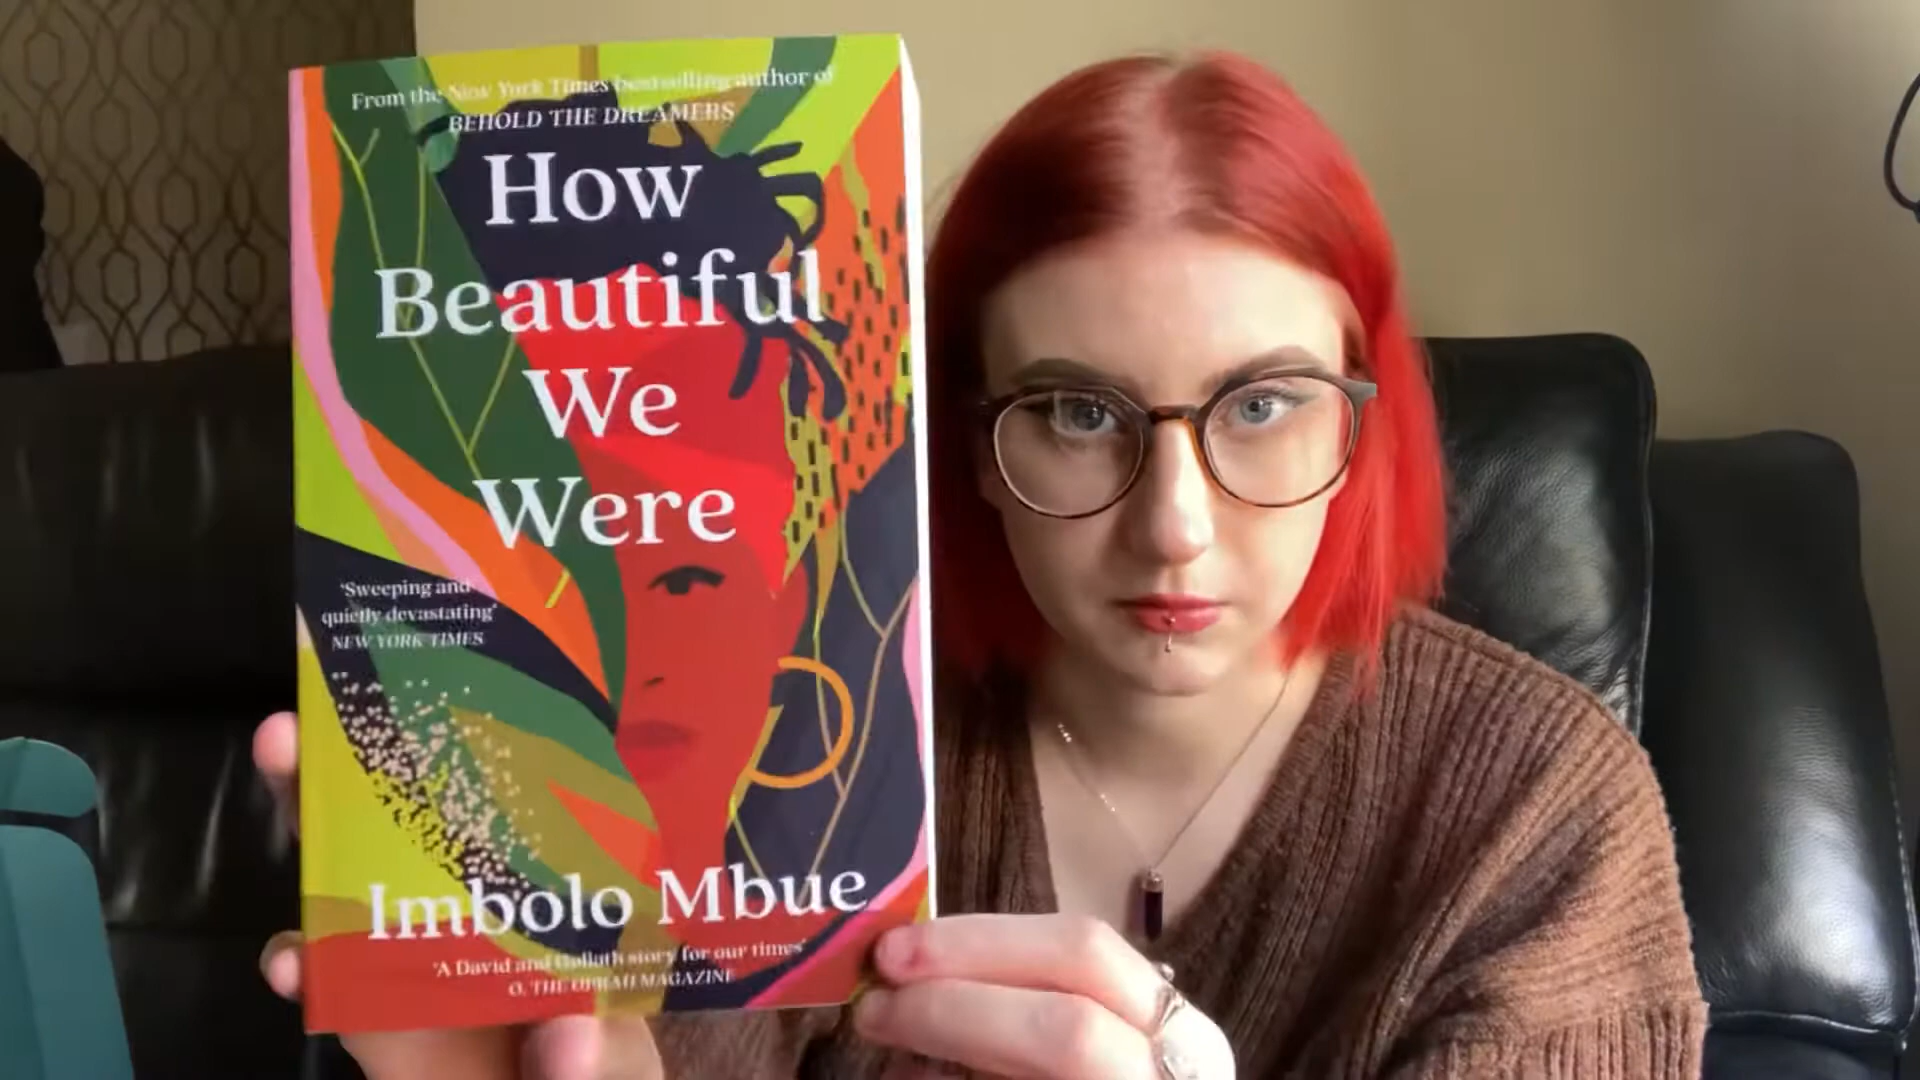 From the New York Times bestselling author of
BEHOLD THE DREAMERS
How
Beautiful
We
Were
'Sweeping and
quietly devastating'
NEW YORK TIMES
Imbolo Mbue
'A David and Goliath story for our times'
O, THE OPRAH MAGAZINE